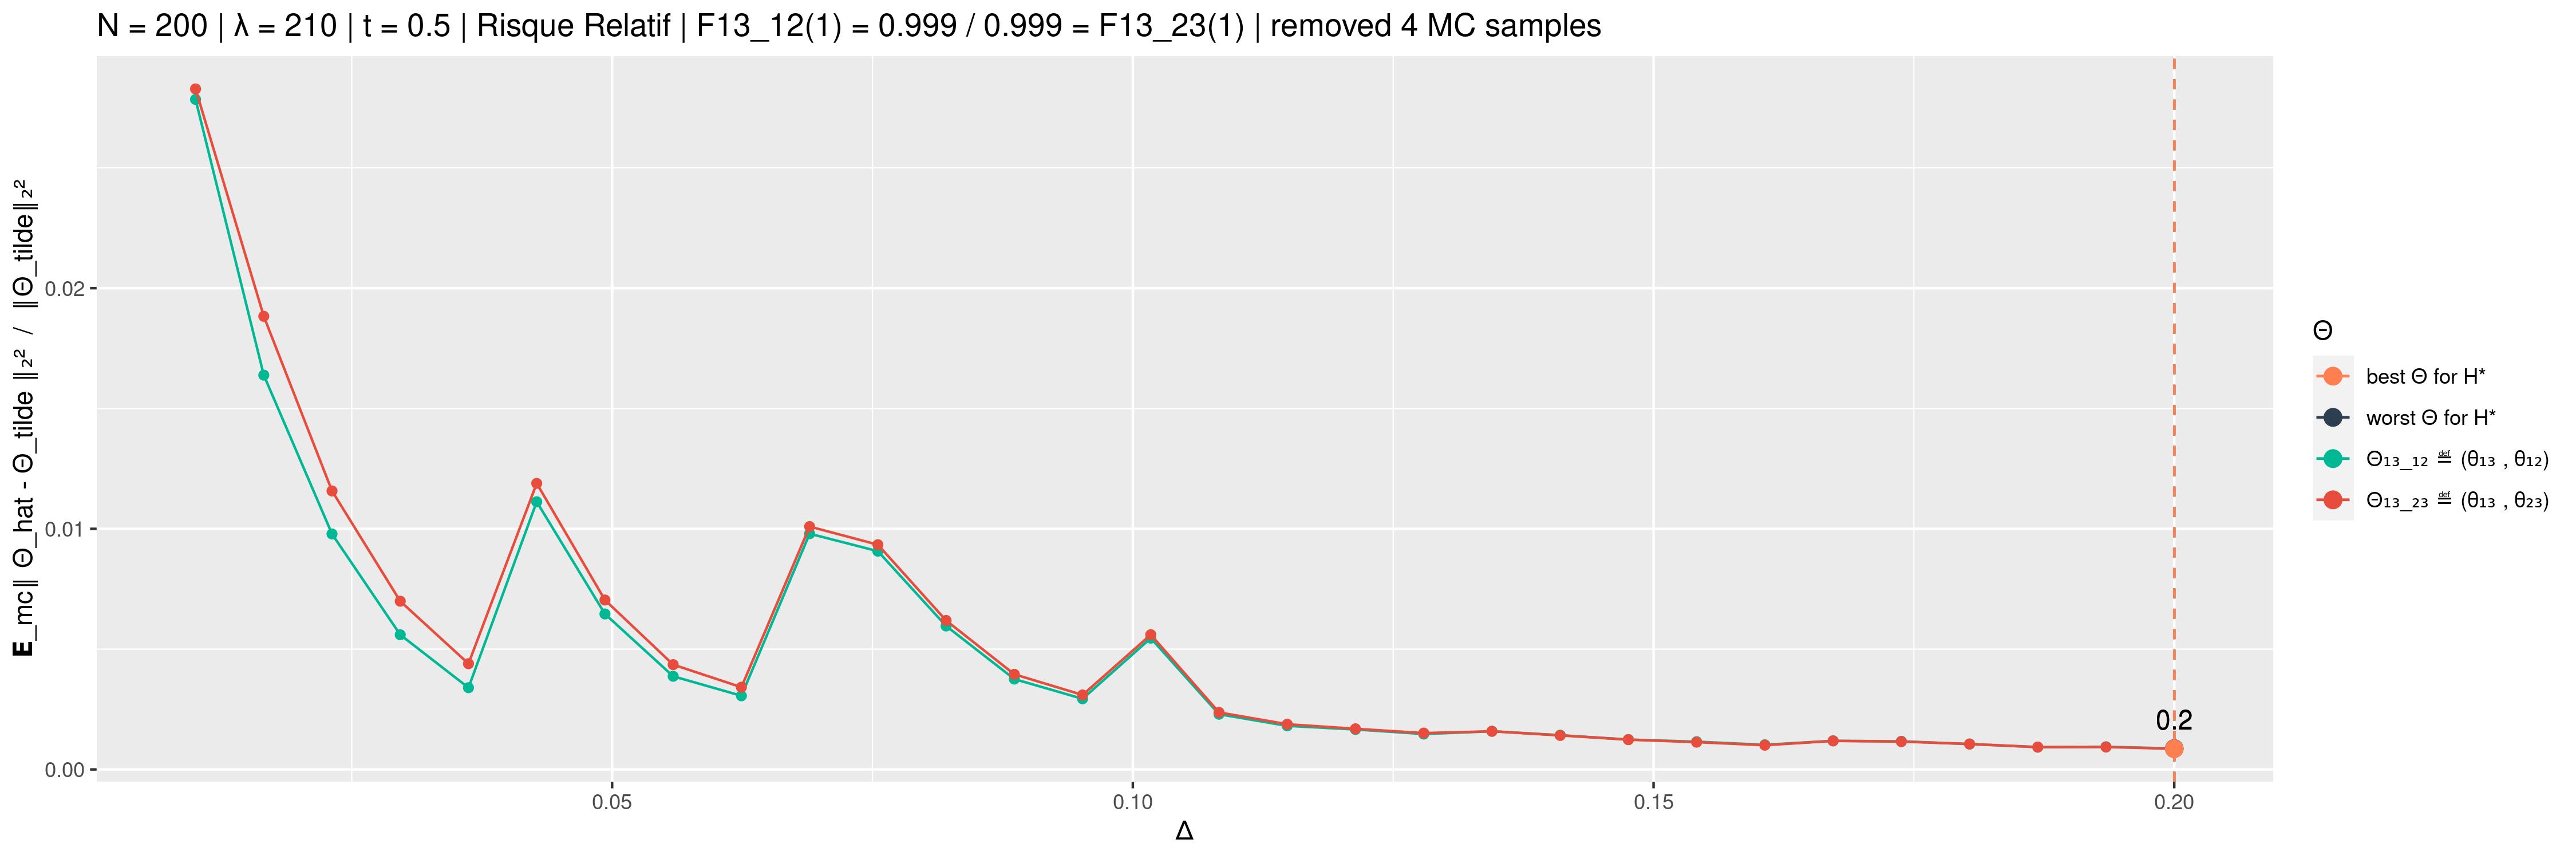 N = 200 | λ = 210 | t = 0.5 | Risque Relatif | F13_12(1) = 0.999 / 0.999 = F13_23(1) | removed 4 MC samples
E_mc‖ Θ_hat - Θ_tilde ‖₂² / ‖Θ_tilde‖₂²
0.02
0.01
0.00
0.2
0.05 0.10 0.15 0.20
Δ
Θ
best Θ for H*
worst Θ for H*
Θ₁₃_₁₂ ≝ (θ₁₃ , θ₁₂)
Θ₁₃_₂₃ ≝ (θ₁₃ , θ₂₃)